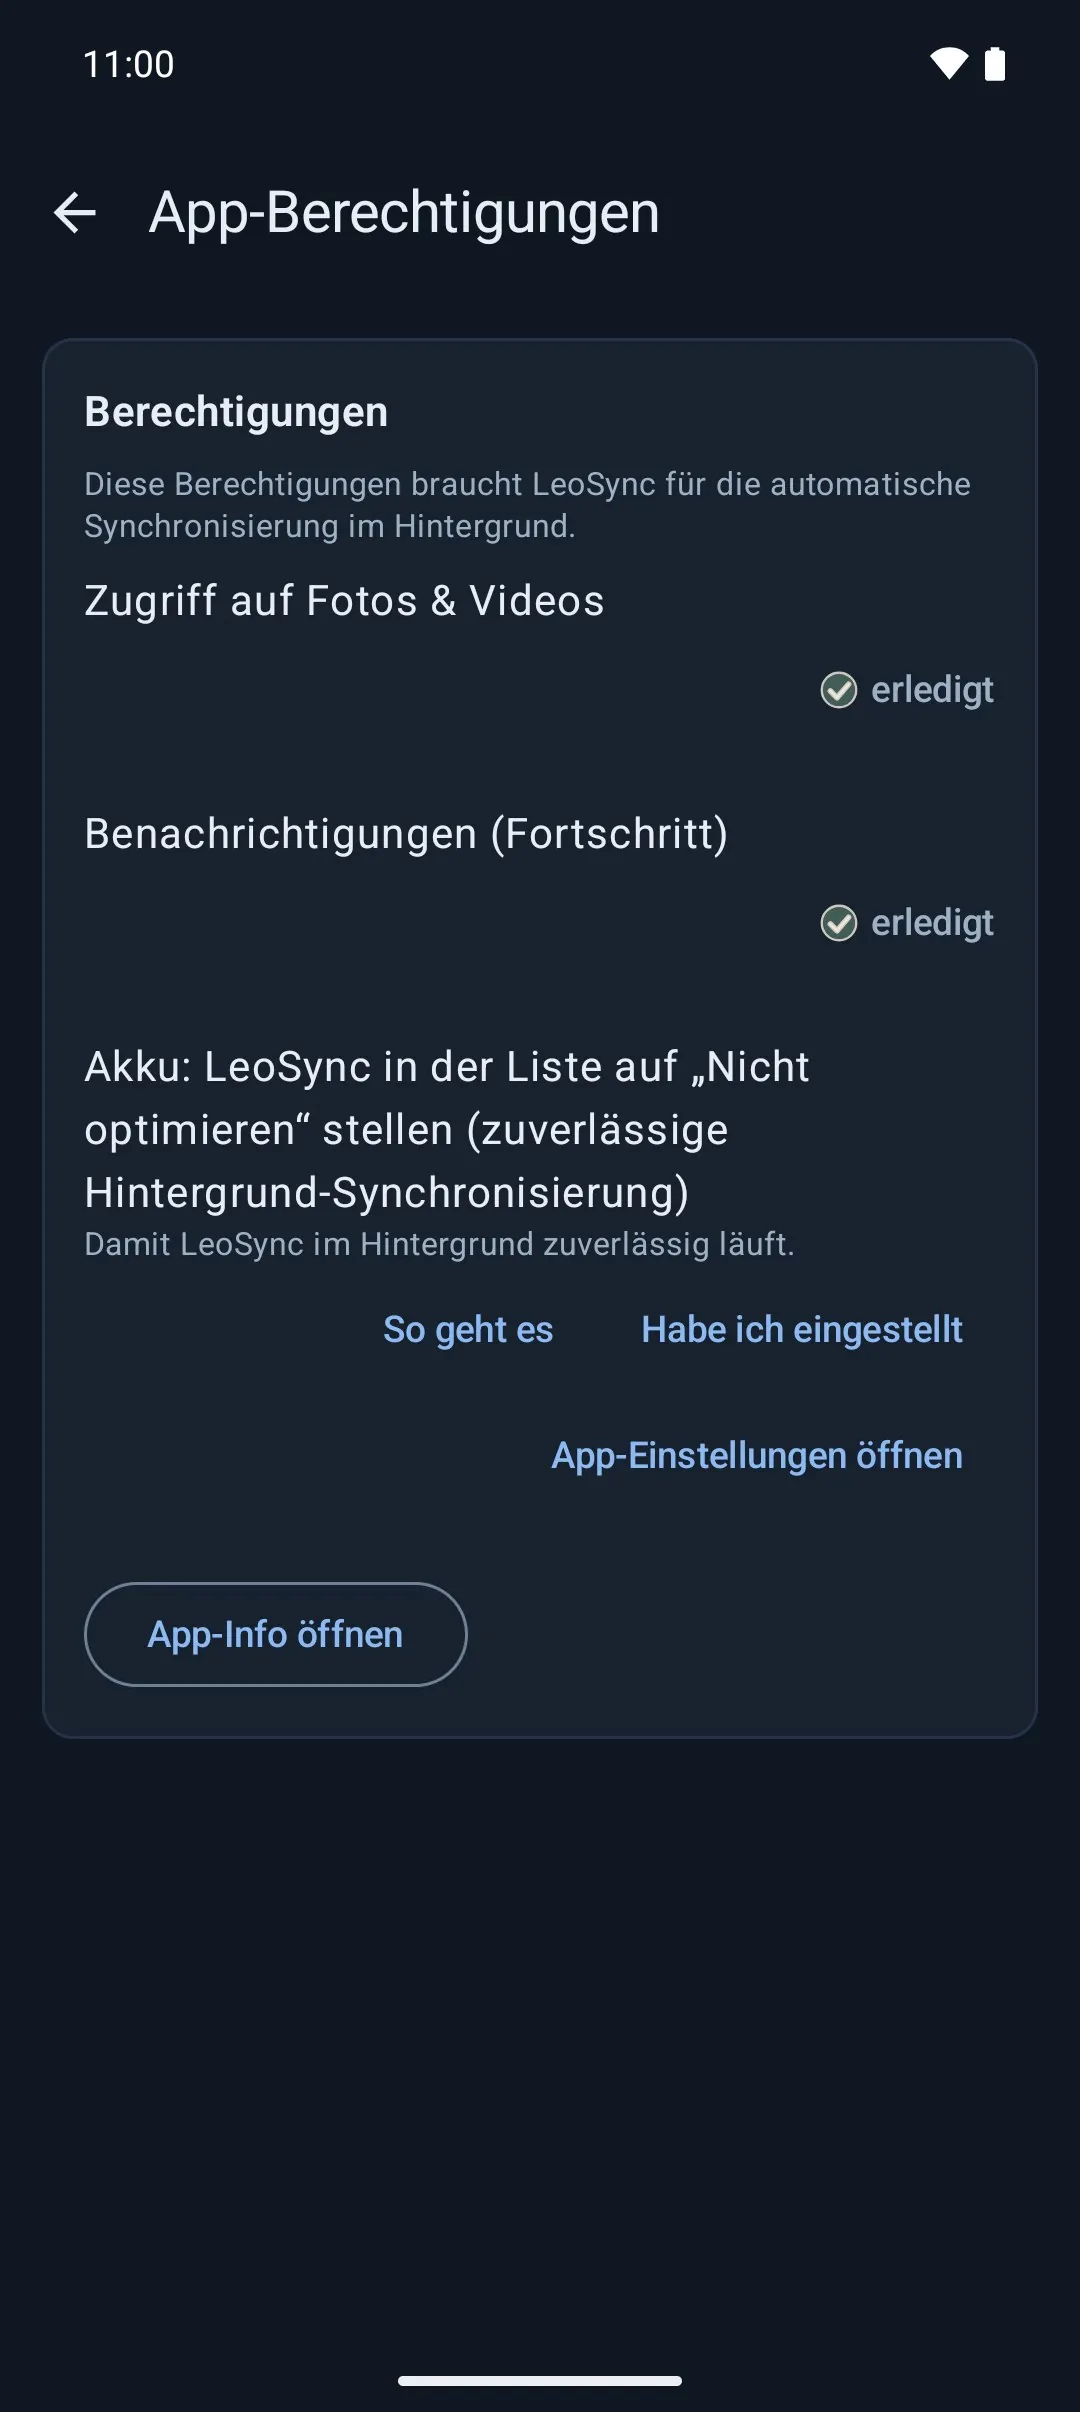 11:00
App-Berechtigungen
Berechtigungen
Diese Berechtigungen braucht LeoSync für die automatische
Synchronisierung im Hintergrund.
Zugriff auf Fotos & Videos
erledigt
Benachrichtigungen (Fortschritt)
erledigt
Akku: LeoSync in der Liste auf „Nicht
optimieren“ stellen (zuverlässige
Hintergrund-Synchronisierung)
Damit LeoSync im Hintergrund zuverlässig läuft.
So geht es Habe ich eingestellt
App-Einstellungen öffnen
App-Info öffnen